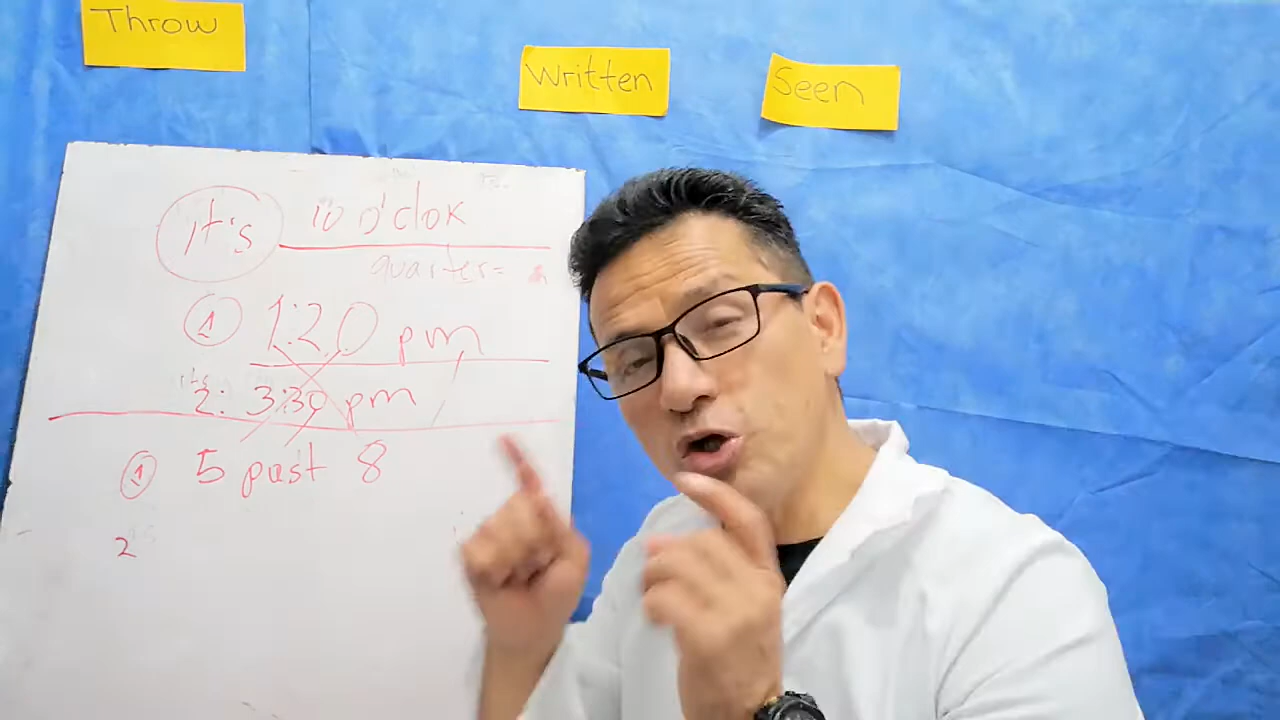 Throw
Written
Seen
it's 10 o'clok
quarter=
1 1:20 pm
its
2: 3:30 pm
1 5 past 8
2